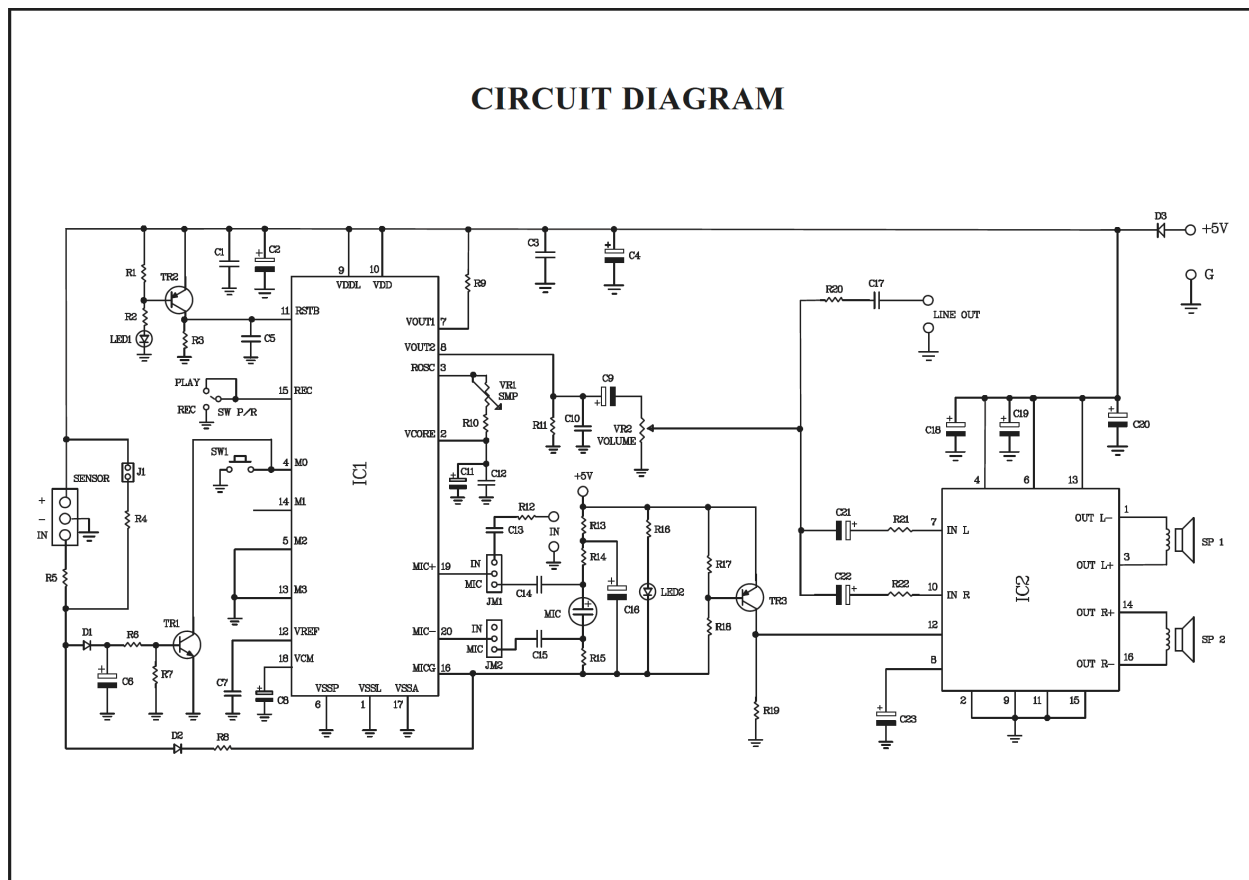 CIRCUIT DIAGRAM
D3
+5V
G
R1
TR2
C1
C2
C3
C4
R2
LED1
R3
C5
9
10
VDDL
VDD
11
RSTB
R9
VOUT1
7
VOUT2
8
ROSC
3
R20
C17
LINE OUT
PLAY
REC
SW P/R
15
REC
VR1
SMP
R10
C9
C10
R11
VR2
VOLUME
VCORE
2
C11
C12
SW1
4
M0
IC1
14
M1
5
M2
13
M3
12
VREF
18
VCM
SENSOR
+
-
IN
J1
R4
R5
D1
R6
TR1
C6
R7
C7
C8
VSSP
VSSL
VSSA
6
1
17
D2
R8
+5V
R12
C13
IN
R13
R14
R16
R17
MIC+
19
IN
MIC
JM1
C14
MIC
C16
LED2
TR3
R18
MIC-
20
IN
MIC
JM2
C15
R15
MICG
16
R19
C18
C19
C20
4
6
13
C21
R21
7
IN L
C22
R22
10
IN R
12
8
C23
IC2
OUT L-
1
OUT L+
3
SP 1
OUT R+
14
OUT R-
16
SP 2
2
9
11
15